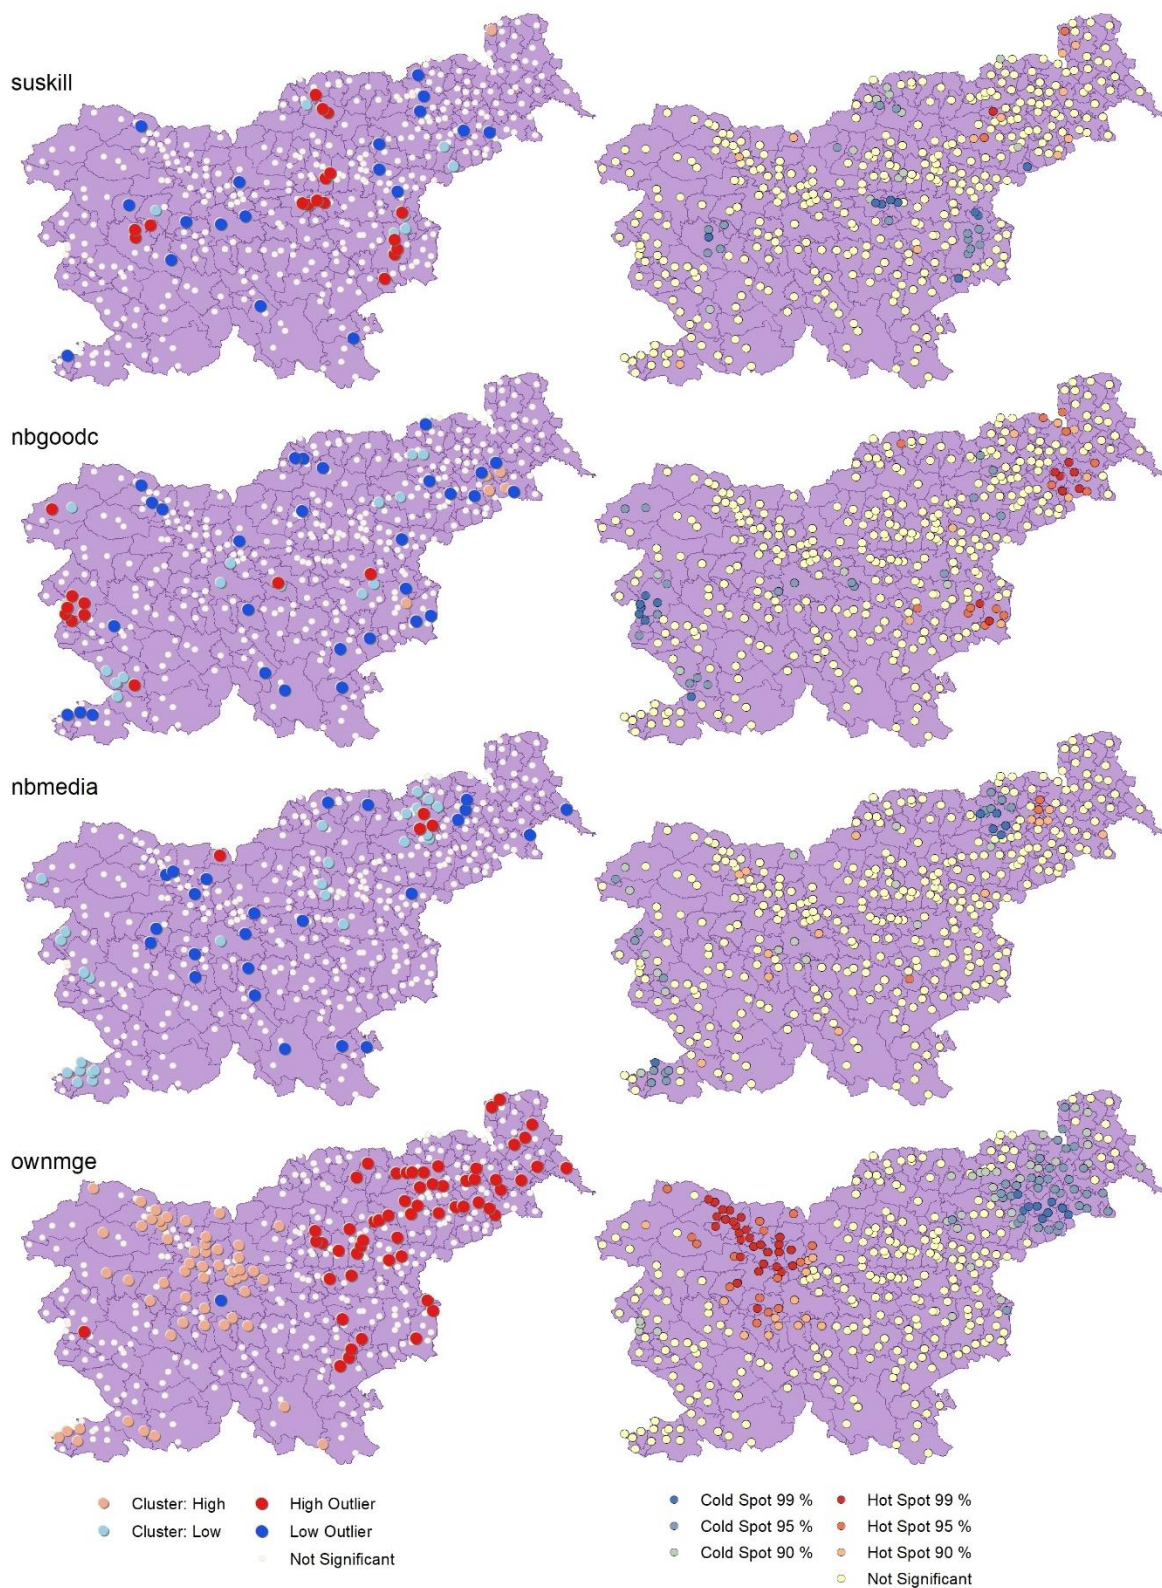 suskill
nbgoodc
nbmedia
ownmge
Cluster: High
High Outlier
Cluster: Low
Low Outlier
Not Significant
Cold Spot 99 %
Hot Spot 99 %
Cold Spot 95 %
Hot Spot 95 %
Cold Spot 90 %
Hot Spot 90 %
Not Significant